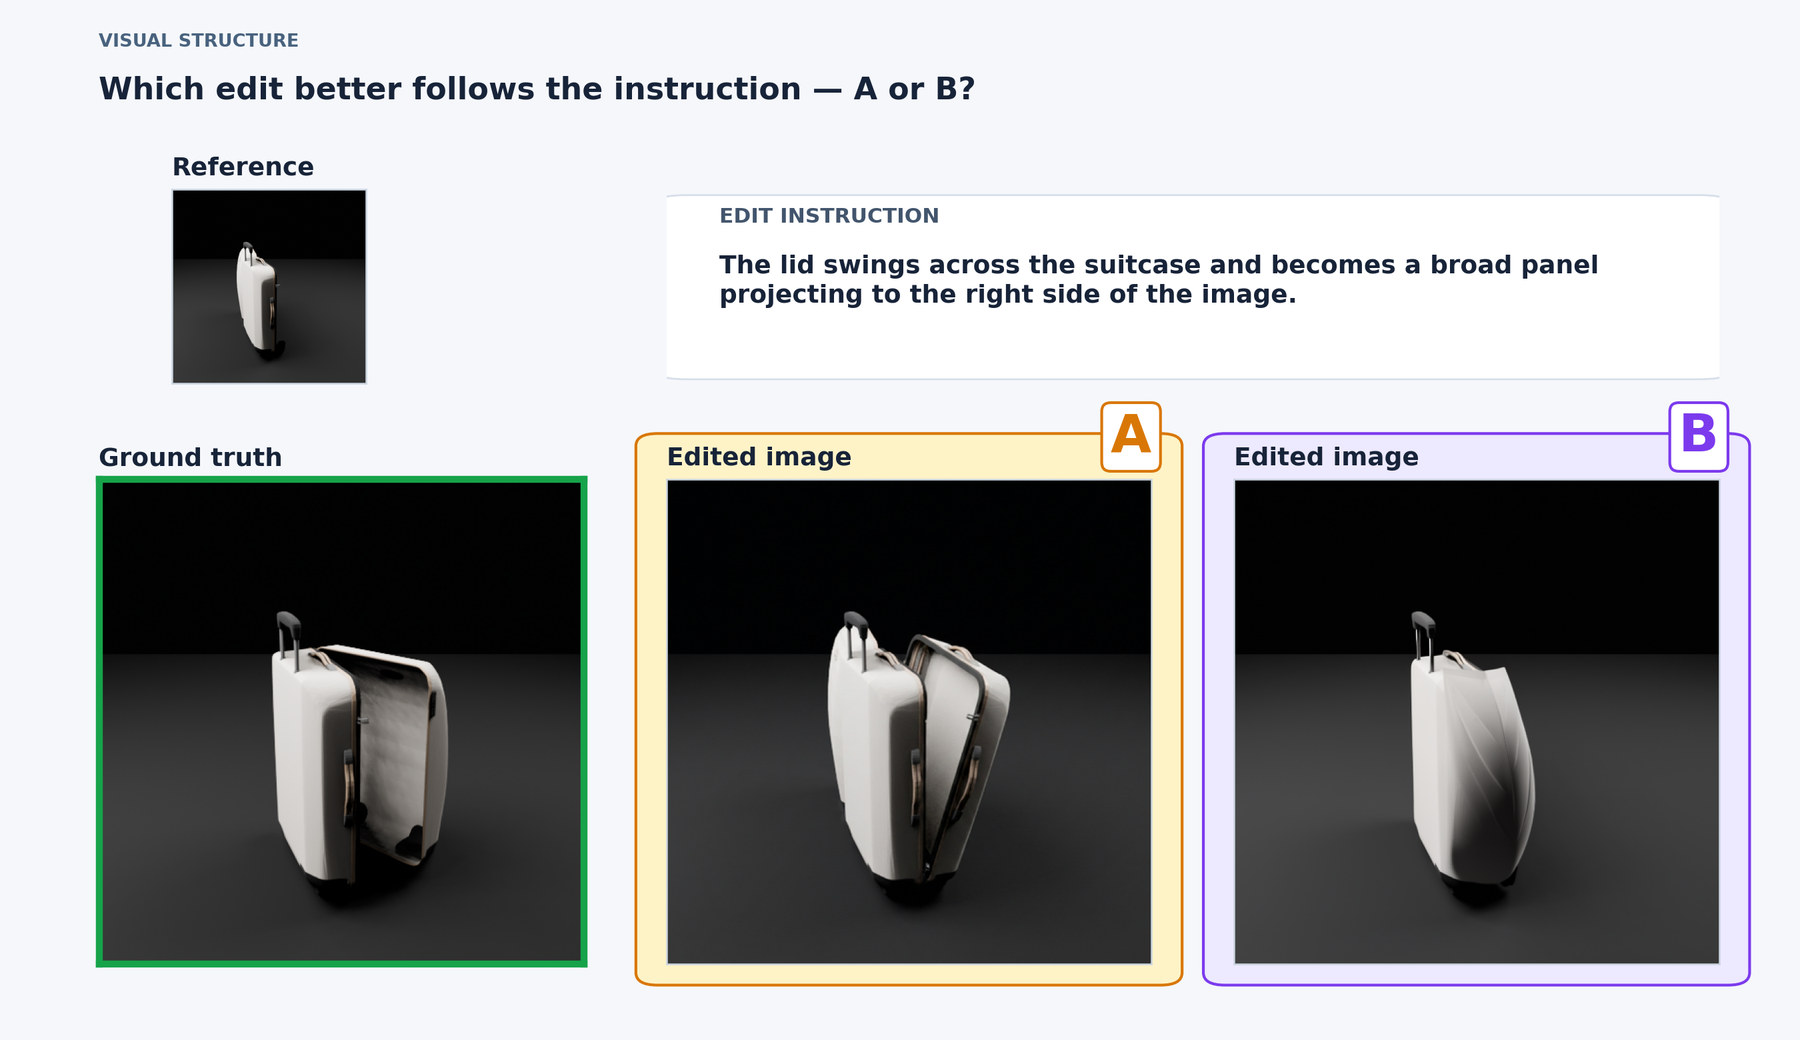 VISUAL STRUCTURE
Which edit better follows the instruction — A or B?
Reference
EDIT INSTRUCTION
The lid swings across the suitcase and becomes a broad panel
projecting to the right side of the image.
Ground truth
A
Edited image
B
Edited image